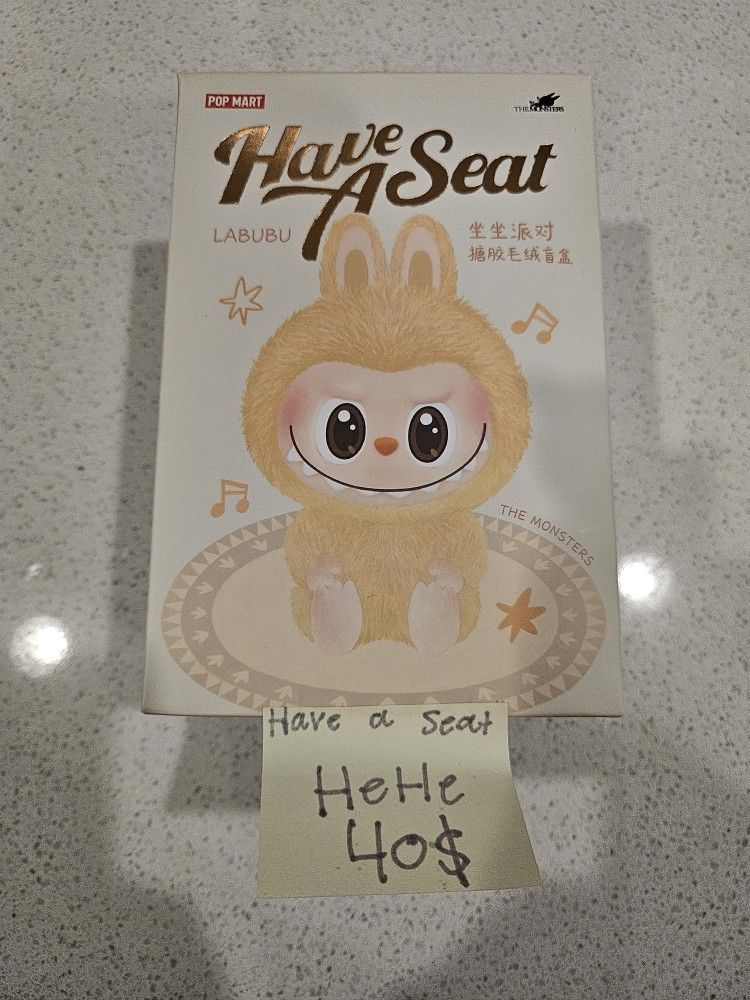 POP MART
THE MONSTERS
Have
A Seat
LABUBU
坐坐派对
搪胶毛绒盲盒
THE MONSTERS
Have a Seat
HeHe
40$